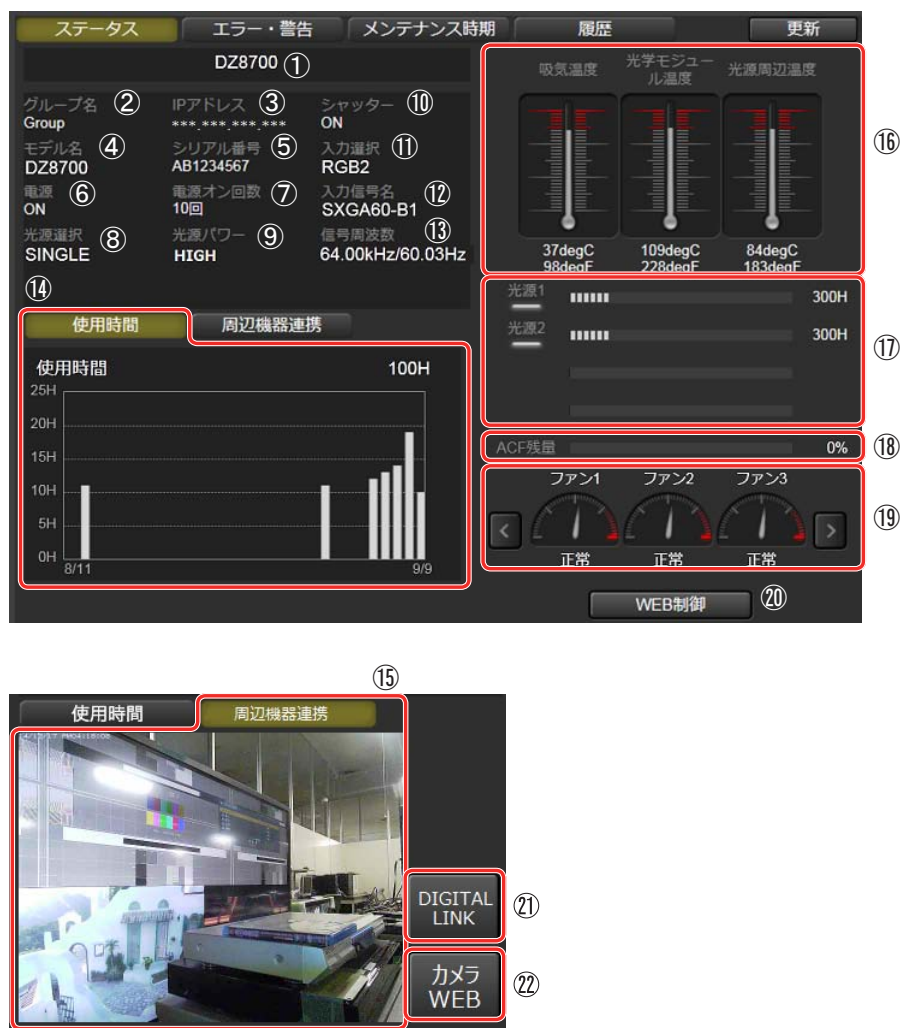 ステータス エラー・警告 メンテナンス時期 履歴 更新
DZ8700 ①
グループ名 ② IPアドレス ③ シャッター ⑩
Group ***.***.***.*** ON
モデル名 ④ シリアル番号 ⑤ 入力選択 ⑪
DZ8700 AB1234567 RGB2
電源 ⑥ 電源オン回数 ⑦ 入力信号名 ⑫
ON 10回 SXGA60-B1
光源選択 ⑧ 光源パワー ⑨ 信号周波数 ⑬
SINGLE HIGH 64.00kHz/60.03Hz
吸気温度 光学モジュー
ル温度 光源周辺温度
⑯
37degC 109degC 84degC
98degF 228degF 183degF
⑭
使用時間 周辺機器連携
使用時間 100H
25H
20H
15H
10H
5H
0H
8/11 9/9
光源1 300H
光源2 300H
⑰
ACF残量 0% ⑱
ファン1 ファン2 ファン3
< > ⑲
正常 正常 正常
WEB制御 ⑳
⑮
使用時間 周辺機器連携
DIGITAL
LINK ㉑
カメラ
WEB ㉒